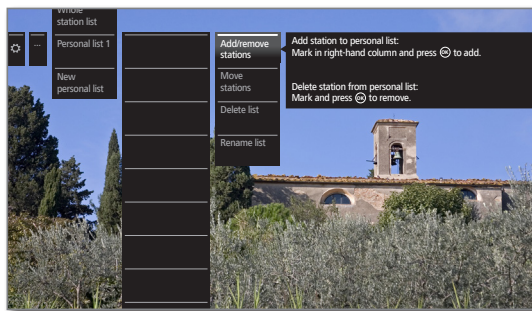 Whole
station list
...
Personal list 1
New
personal list
Add/remove
stations
Move
stations
Delete list
Rename list
Add station to personal list:
Mark in right-hand column and press OK to add.
Delete station from personal list:
Mark and press OK to remove.